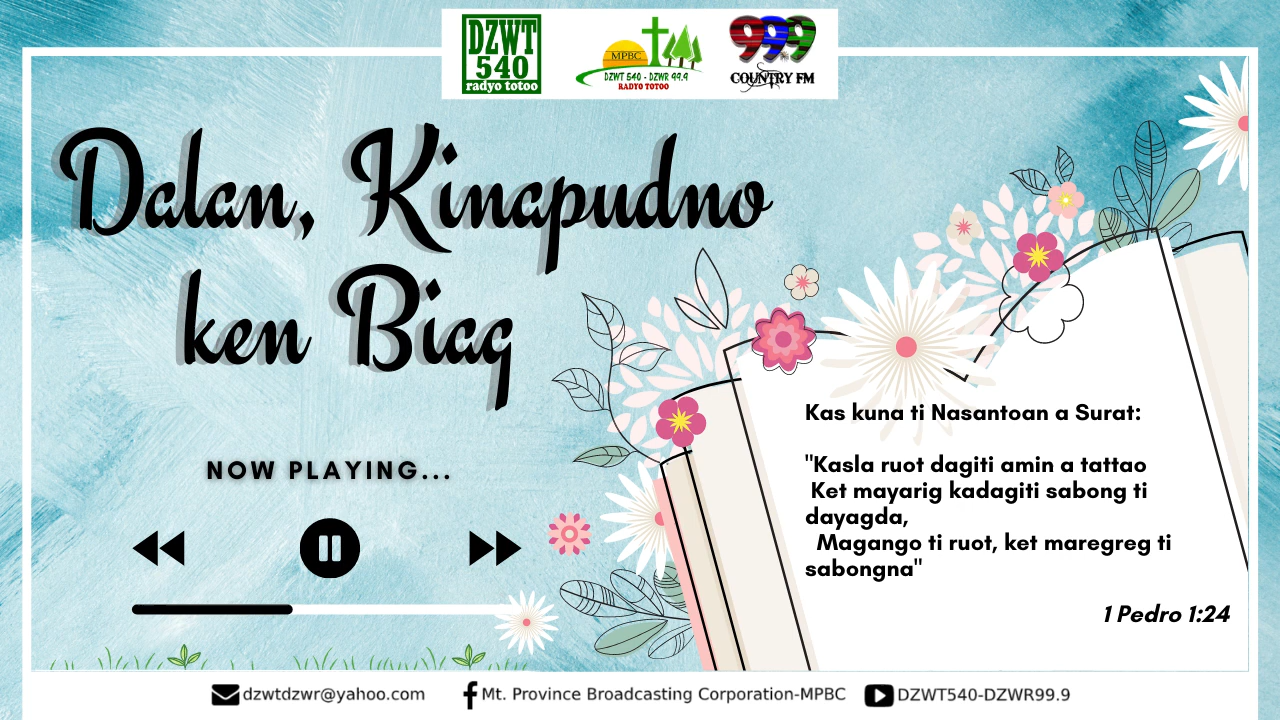 DZWT
540
radyo totoo
MPBC
DZWT 540 - DZWR 99.9
RADYO TOTOO
99.9
FM
COUNTRY FM
Dalan, Kinapudno
ken Biag
NOW PLAYING...
Kas kuna ti Nasantoan a Surat:
"Kasla ruot dagiti amin a tattao
Ket mayarig kadagiti sabong ti
dayagda,
Magango ti ruot, ket maregreg ti
sabongna"
1 Pedro 1:24
dzwtdzwr@yahoo.com
Mt. Province Broadcasting Corporation-MPBC
DZWT540-DZWR99.9